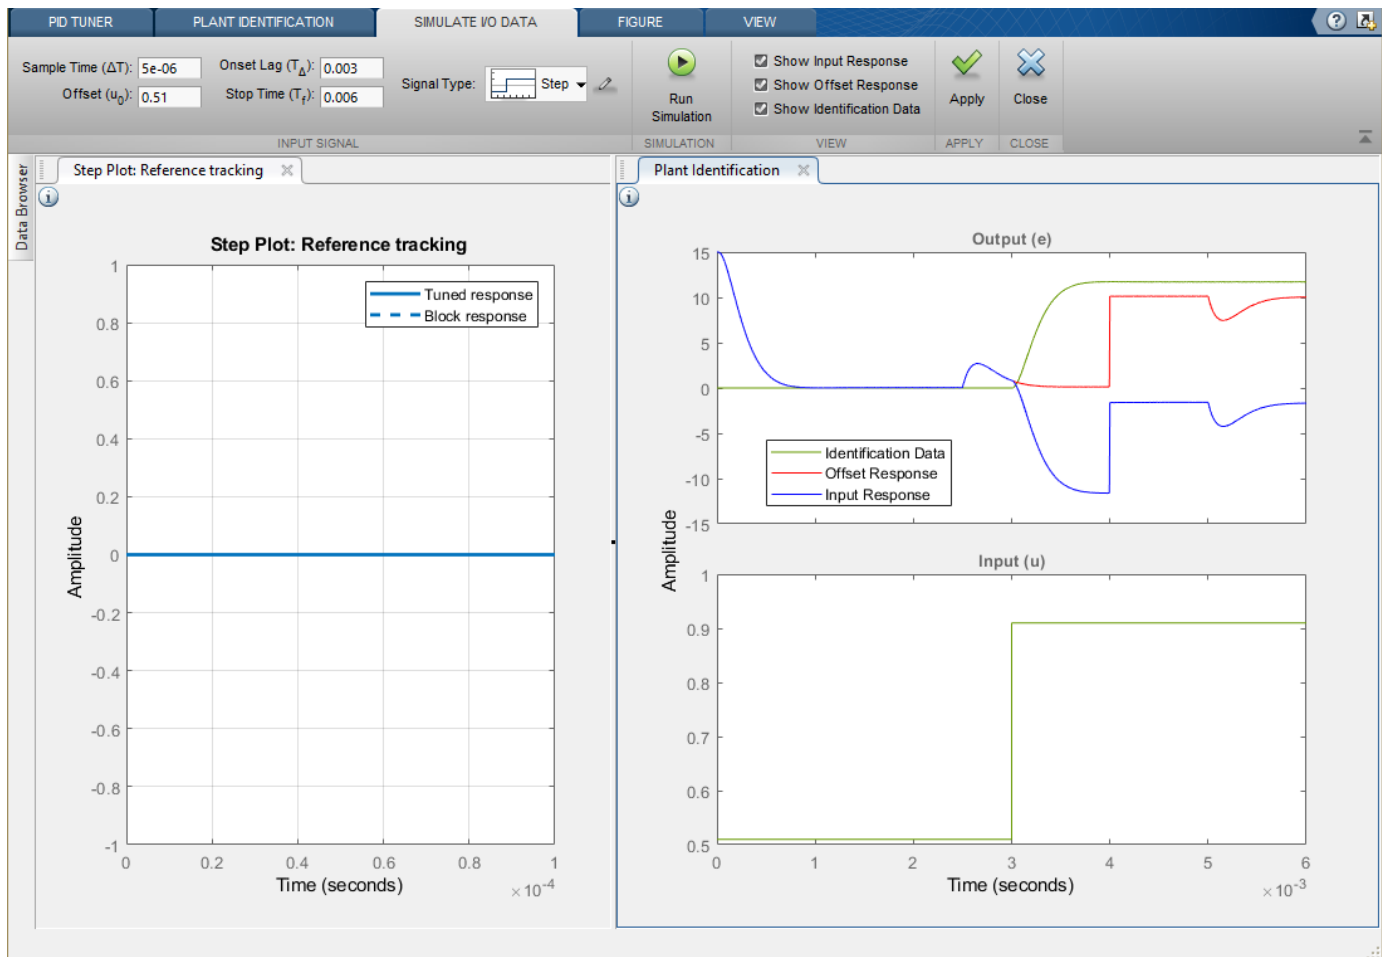 PID TUNER
PLANT IDENTIFICATION
SIMULATE I/O DATA
FIGURE
VIEW
Sample Time (ΔT): 5e-06
Onset Lag (T_Δ): 0.003
Offset (u_0): 0.51
Stop Time (T_f): 0.006
Signal Type:
Step
Run
Simulation
Show Input Response
Show Offset Response
Show Identification Data
Apply
Close
INPUT SIGNAL
SIMULATION
VIEW
APPLY
CLOSE
Data Browser
Step Plot: Reference tracking
Step Plot: Reference tracking
Tuned response
Block response
Amplitude
1
0.8
0.6
0.4
0.2
0
-0.2
-0.4
-0.6
-0.8
-1
0 0.2 0.4 0.6 0.8 1
Time (seconds)
×10^-4
Plant Identification
Output (e)
15
10
5
0
-5
-10
-15
Identification Data
Offset Response
Input Response
Amplitude
Input (u)
1
0.9
0.8
0.7
0.6
0.5
0 1 2 3 4 5 6
Time (seconds)
×10^-3